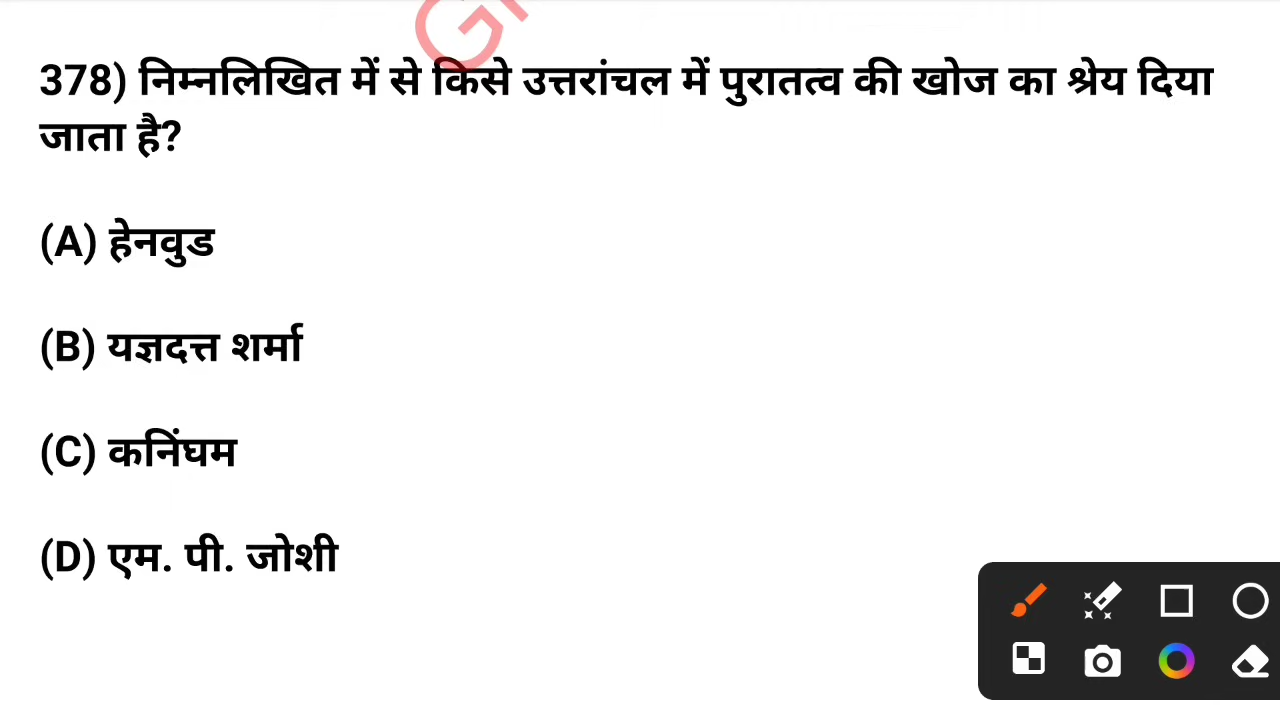 378) निम्नलिखित में से किसे उत्तरांचल में पुरातत्व की खोज का श्रेय दिया
जाता है?
(A) हेनवुड
(B) यज्ञदत्त शर्मा
(C) कनिंघम
(D) एम. पी. जोशी